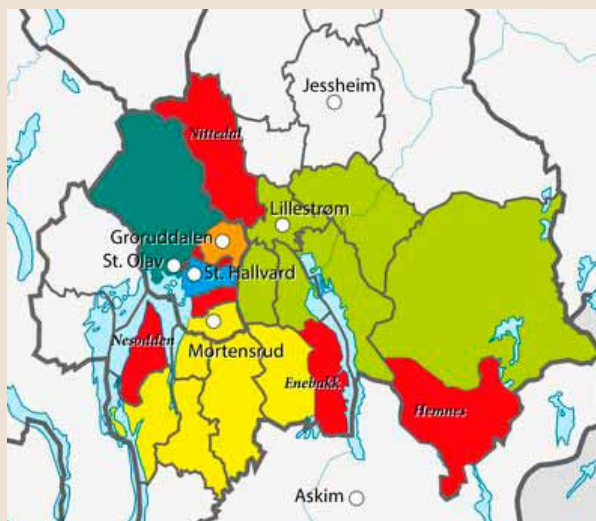 Jessheim
Nittedal
Lillestrøm
Groruddalen
St. Olav
St. Hallvard
Nesodden
Mortensrud
Enebakk
Hemnes
Askim